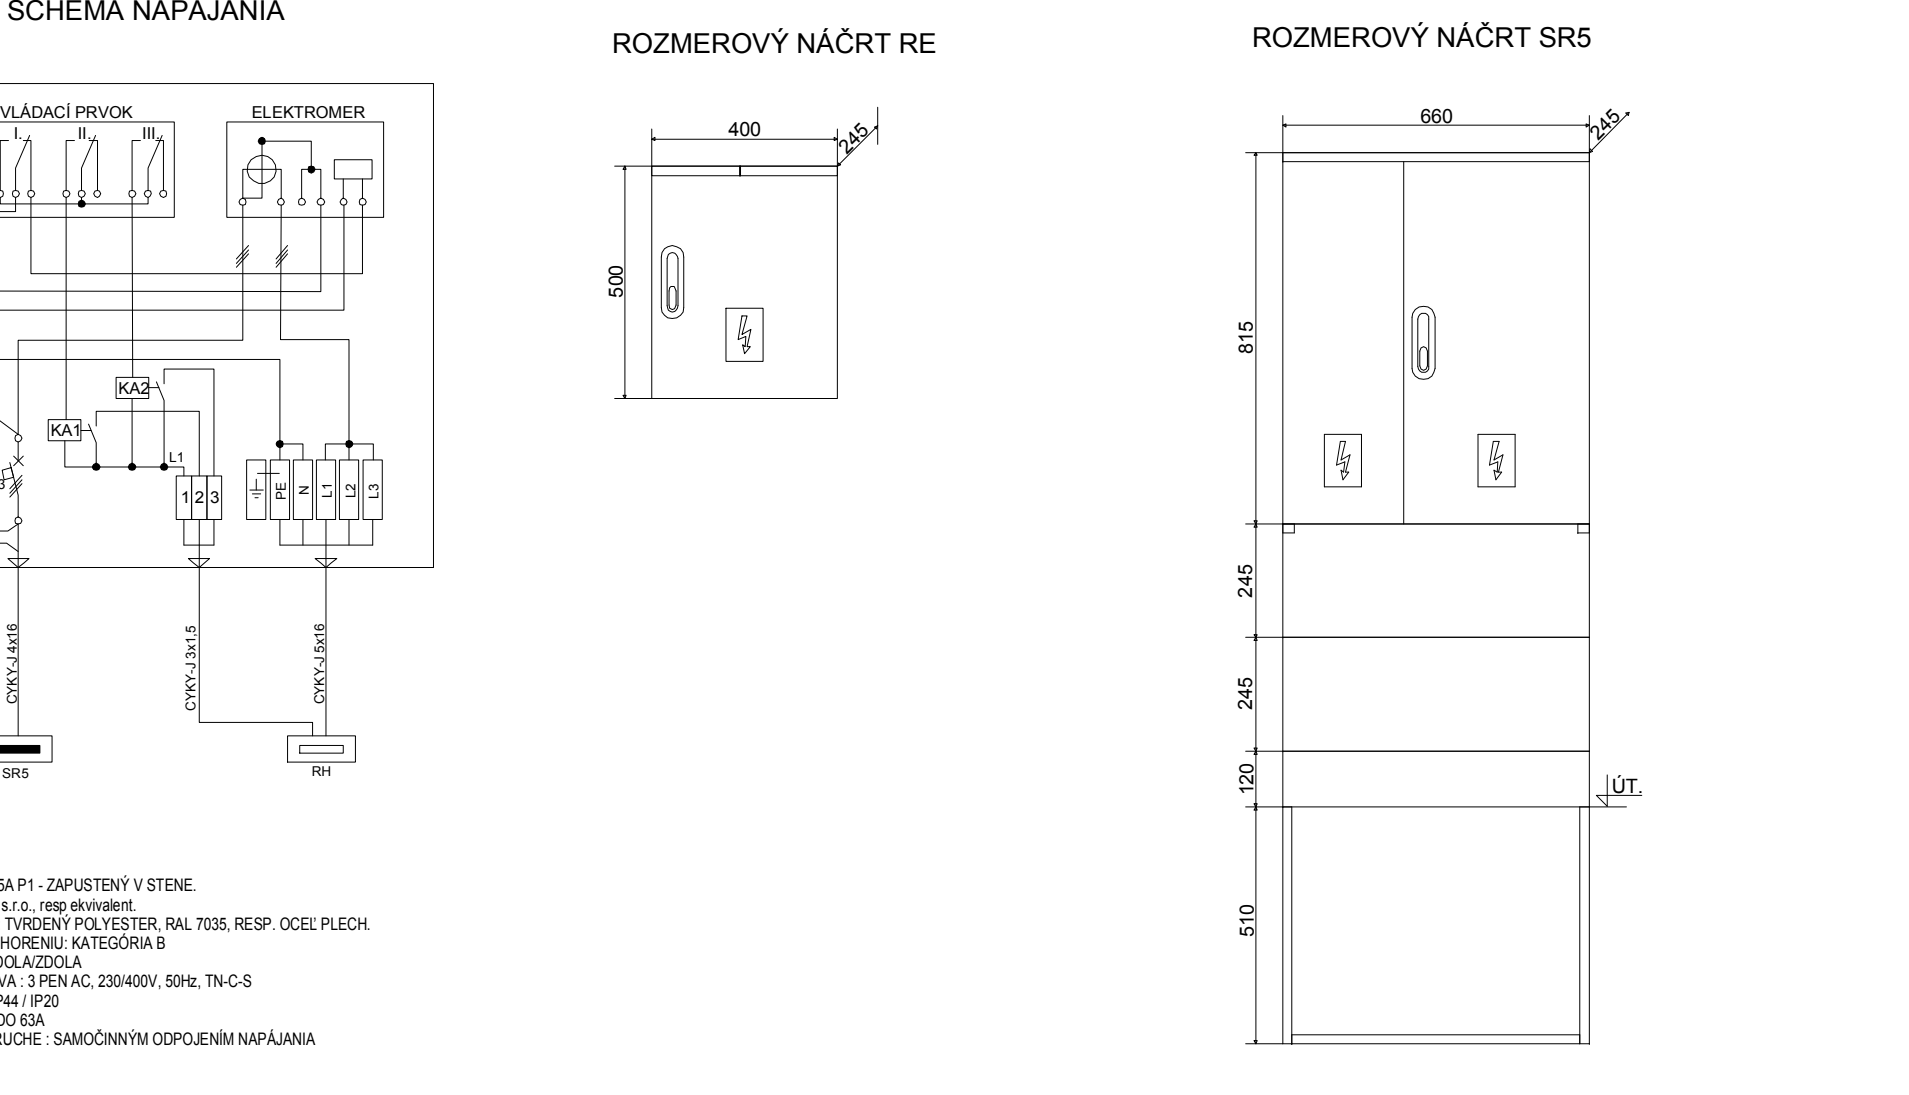 SCHÉMA NAPÁJANIA
VLÁDACÍ PRVOK
I.
II.
III.
ELEKTROMER
KA2
KA1
L1
3
1
2
3
PE
N
L1
L2
L3
CYKY-J 4x16
CYKY-J 3x1,5
CYKY-J 5x16
SR5
RH
5A P1 - ZAPUSTENÝ V STENE.
s.r.o., resp ekvivalent.
TVRDENÝ POLYESTER, RAL 7035, RESP. OCEĽ PLECH.
HORENIU: KATEGÓRIA B
DOLA/ZDOLA
VA : 3 PEN AC, 230/400V, 50Hz, TN-C-S
P44 / IP20
DO 63A
RUCHE : SAMOČINNÝM ODPOJENÍM NAPÁJANIA
ROZMEROVÝ NÁČRT RE
400
245
500
ROZMEROVÝ NÁČRT SR5
660
245
815
245
245
120
ÚT.
510